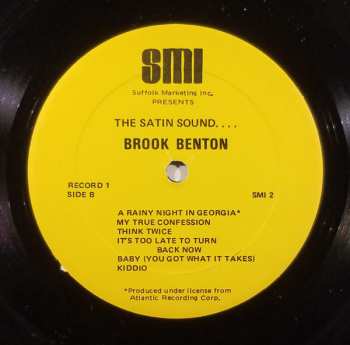 SMI
Suffolk Marketing Inc.
PRESENTS
THE SATIN SOUND....
BROOK BENTON
RECORD 1
SIDE B
SMI 2
A RAINY NIGHT IN GEORGIA*
MY TRUE CONFESSION
THINK TWICE
IT'S TOO LATE TO TURN
BACK NOW
BABY (YOU GOT WHAT IT TAKES)
KIDDIO
*Produced under license from
Atlantic Recording Corp.